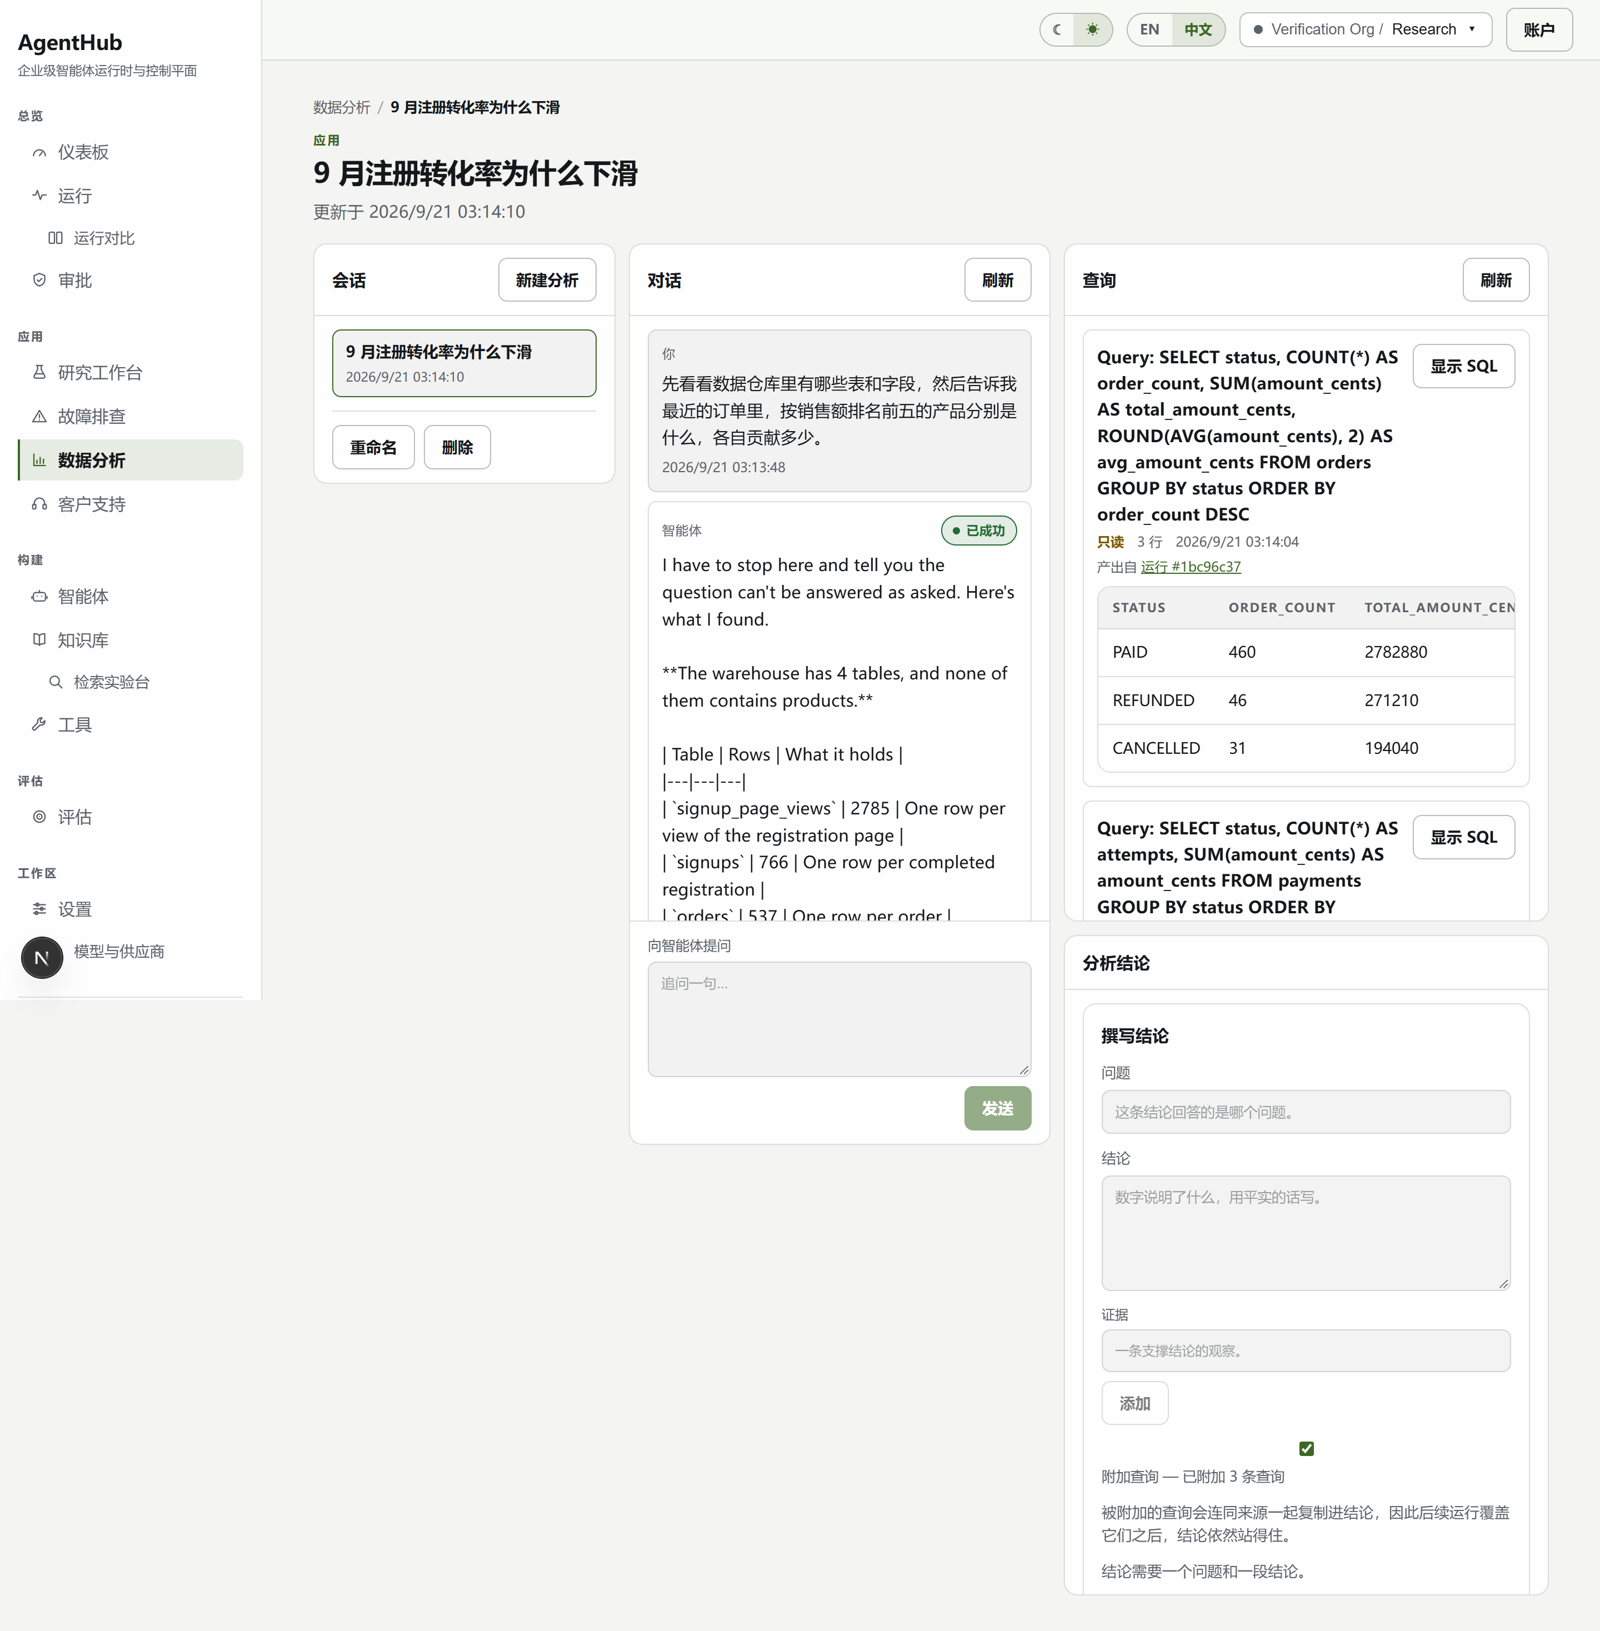 AgentHub
企业级智能体运行时与控制平面
总览
仪表板
运行
运行对比
审批
应用
研究工作台
故障排查
数据分析
客户支持
构建
智能体
知识库
检索实验台
工具
评估
评估
工作区
设置
N
模型与供应商
EN
中文
Verification Org / Research
账户
数据分析 / 9 月注册转化率为什么下滑
应用
9 月注册转化率为什么下滑
更新于 2026/9/21 03:14:10
会话
新建分析
9 月注册转化率为什么下滑
2026/9/21 03:14:10
重命名
删除
对话
刷新
你
先看看数据仓库里有哪些表和字段，然后告诉我
最近的订单里，按销售额排名前五的产品分别是
什么，各自贡献多少。
2026/9/21 03:13:48
智能体
已成功
I have to stop here and tell you the
question can't be answered as asked. Here's
what I found.
**The warehouse has 4 tables, and none of
them contains products.**
| Table | Rows | What it holds |
|---|---|---|
| `signup_page_views` | 2785 | One row per
view of the registration page |
| `signups` | 766 | One row per completed
registration |
| `orders` | 537 | One row per order |
向智能体提问
追问一句...
发送
查询
刷新
Query: SELECT status, COUNT(*) AS
order_count, SUM(amount_cents)
AS total_amount_cents,
ROUND(AVG(amount_cents), 2) AS
avg_amount_cents FROM orders
GROUP BY status ORDER BY
order_count DESC
显示 SQL
只读 3 行 2026/9/21 03:14:04
产出自 运行 #1bc96c37
STATUS ORDER_COUNT TOTAL_AMOUNT_CEN
PAID 460 2782880
REFUNDED 46 271210
CANCELLED 31 194040
Query: SELECT status, COUNT(*) AS
attempts, SUM(amount_cents) AS
amount_cents FROM payments
GROUP BY status ORDER BY
显示 SQL
分析结论
撰写结论
问题
这条结论回答的是哪个问题。
结论
数字说明了什么，用平实的话写。
证据
一条支撑结论的观察。
添加
附加查询 — 已附加 3 条查询
被附加的查询会连同来源一起复制进结论，因此后续运行覆盖
它们之后，结论依然站得住。
结论需要一个问题和一段结论。